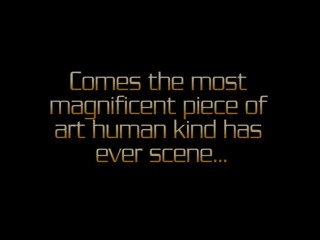 Comes the most
magnificent piece of
art human kind has
ever scene...